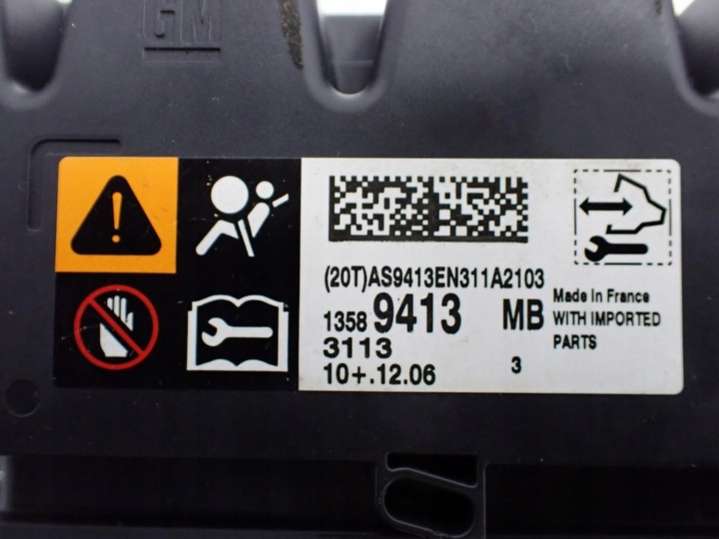 GM
(20T)AS9413EN311A2103
1358 9413 MB
3113
10+.12.06
3
Made in France
WITH IMPORTED
PARTS